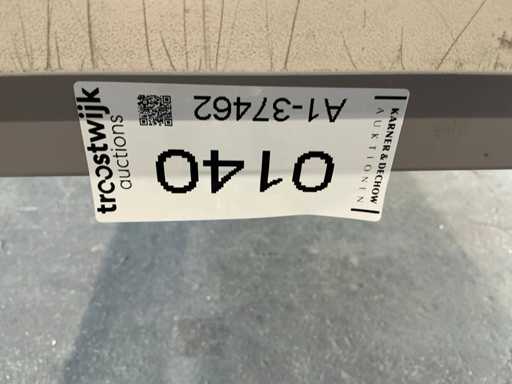 troostwijk
auctions
A1-37462
0140
KARNER & DECHOW
AUKTIONEN